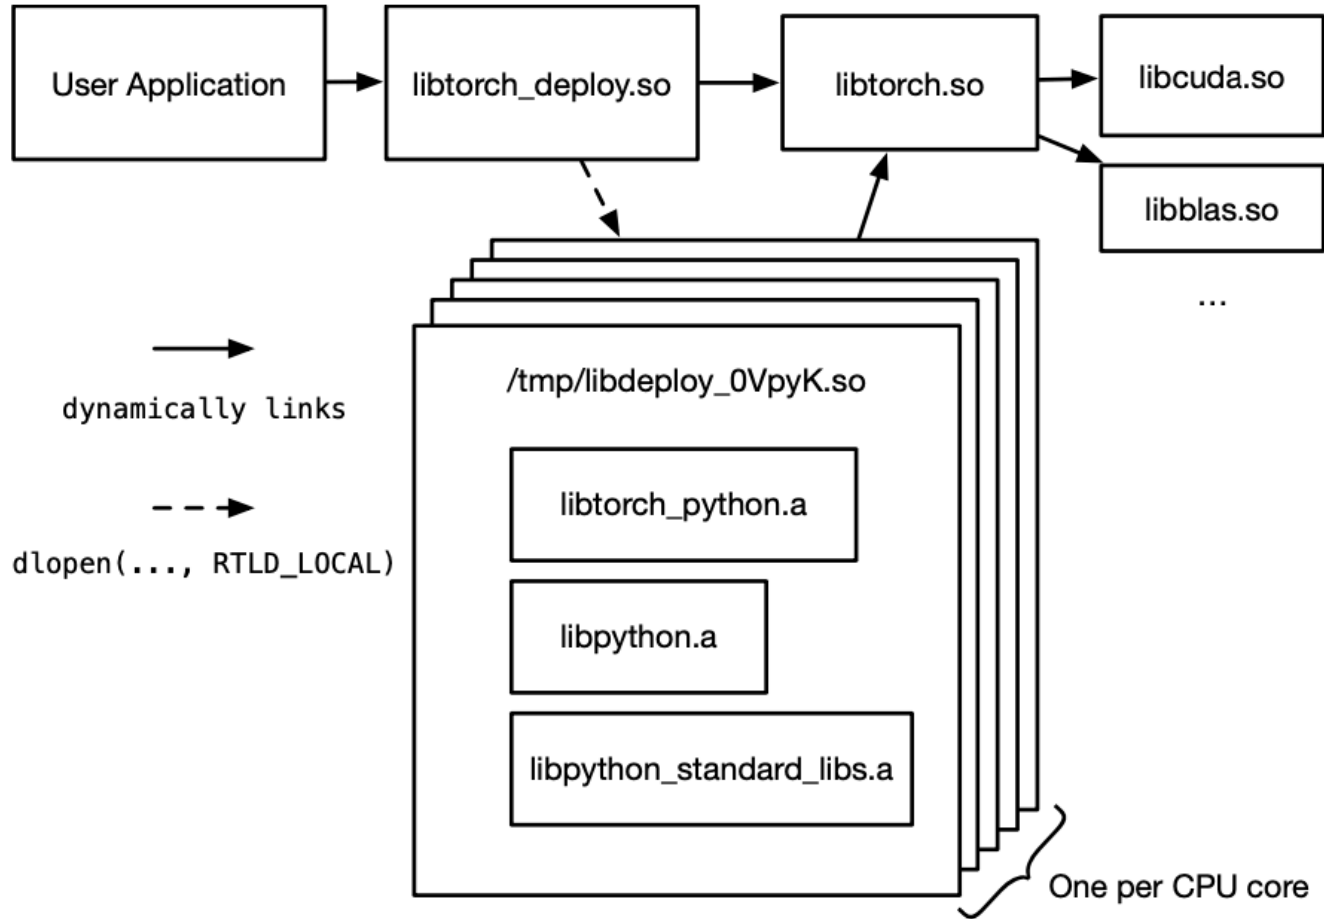 User Application
libtorch_deploy.so
libtorch.so
libcuda.so
libblas.so
...
dynamically links
dlopen(..., RTLD_LOCAL)
/tmp/libdeploy_0VpyK.so
libtorch_python.a
libpython.a
libpython_standard_libs.a
One per CPU core